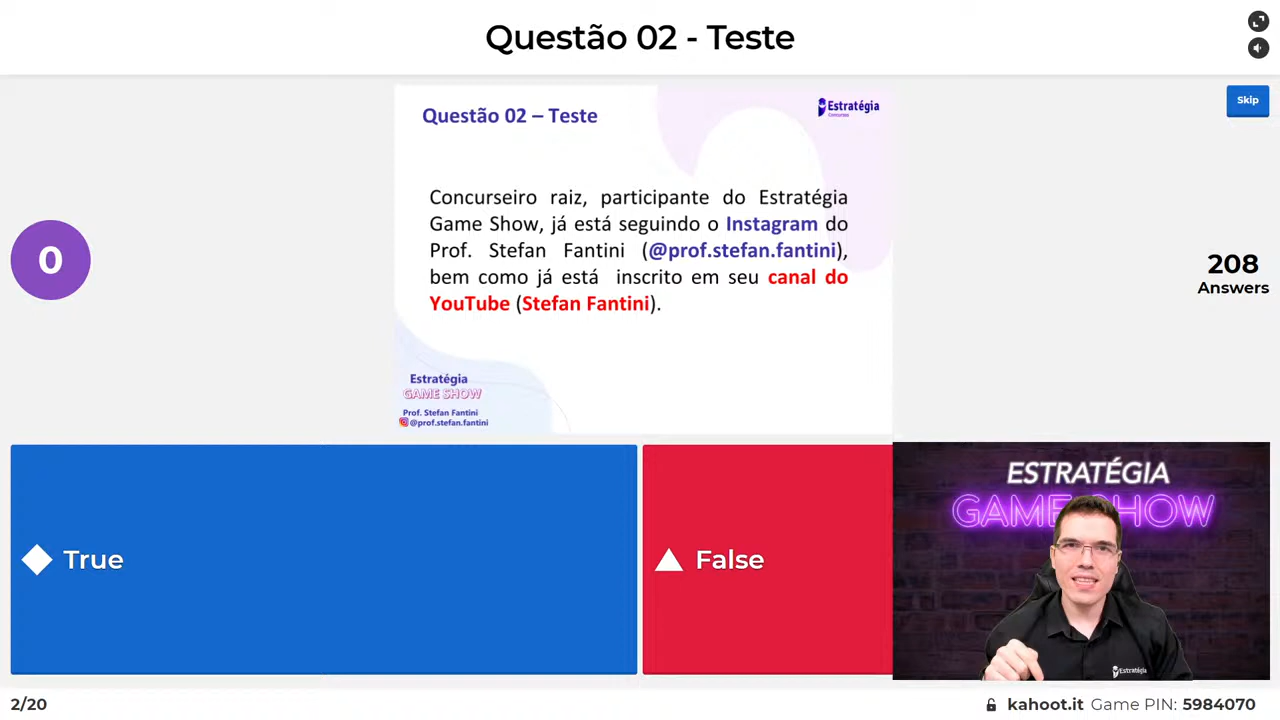 Questão 02 - Teste
Skip
Questão 02 – Teste
Estratégia
Concursos
Concurseiro raiz, participante do Estratégia
Game Show, já está seguindo o Instagram do
Prof. Stefan Fantini (@prof.stefan.fantini),
bem como já está inscrito em seu canal do
YouTube (Stefan Fantini).
0
208
Answers
Estratégia
GAME SHOW
Prof. Stefan Fantini
@prof.stefan.fantini
True
False
ESTRATÉGIA
GAME SHOW
Estratégia
2/20
kahoot.it Game PIN: 5984070